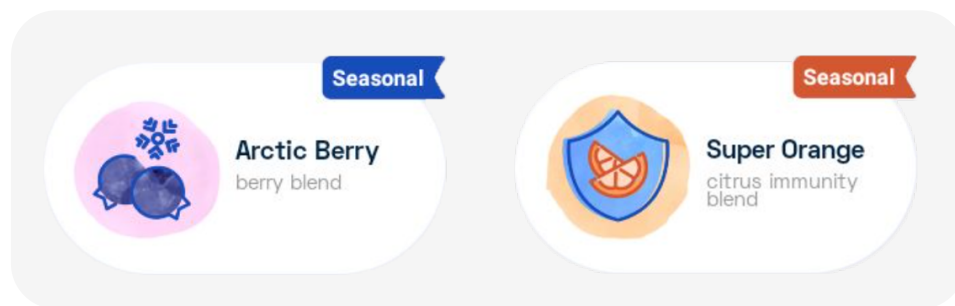 Seasonal
Arctic Berry
berry blend
Seasonal
Super Orange
citrus immunity
blend